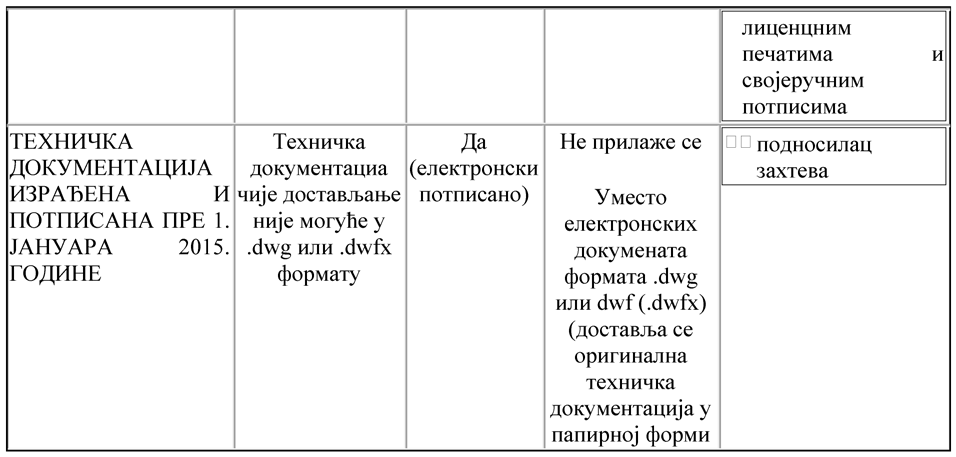 лиценцним
печатима и
својеручним
потписима
ТЕХНИЧКА
ДОКУМЕНТАЦИЈА
ИЗРАЂЕНА И
ПОТПИСАНА ПРЕ 1.
ЈАНУАРА 2015.
ГОДИНЕ
Техничка
документациа
чије достављање
није могуће у
.dwg или .dwfx
формату
Да
(електронски
потписано)
Не прилаже се
Уместо
електронских
докумената
формата .dwg
или dwf (.dwfx)
(доставља се
оригинална
техничка
документација у
папирној форми
подносилац
захтева